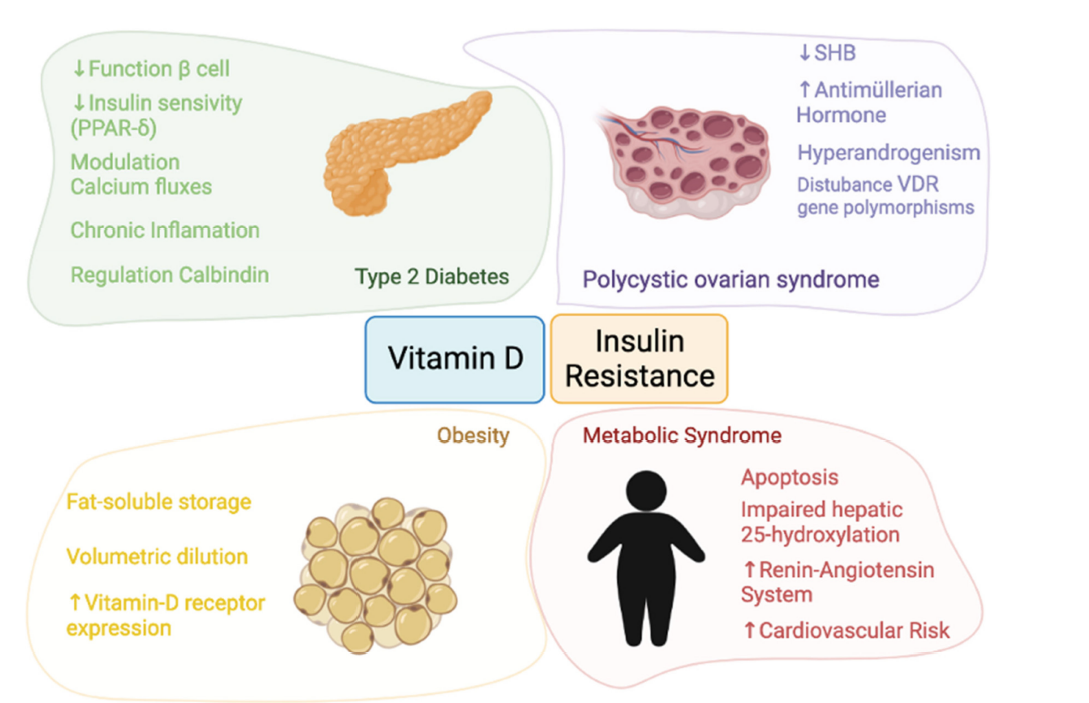 ↓Function β cell
↓Insulin sensivity
(PPAR-δ)
Modulation
Calcium fluxes
Chronic Inflamation
Regulation Calbindin
Type 2 Diabetes
↓SHB
↑Antimüllerian
Hormone
Hyperandrogenism
Distubance VDR
gene polymorphisms
Polycystic ovarian syndrome
Vitamin D
Insulin
Resistance
Obesity
Fat-soluble storage
Volumetric dilution
↑Vitamin-D receptor
expression
Metabolic Syndrome
Apoptosis
Impaired hepatic
25-hydroxylation
↑Renin-Angiotensin
System
↑Cardiovascular Risk